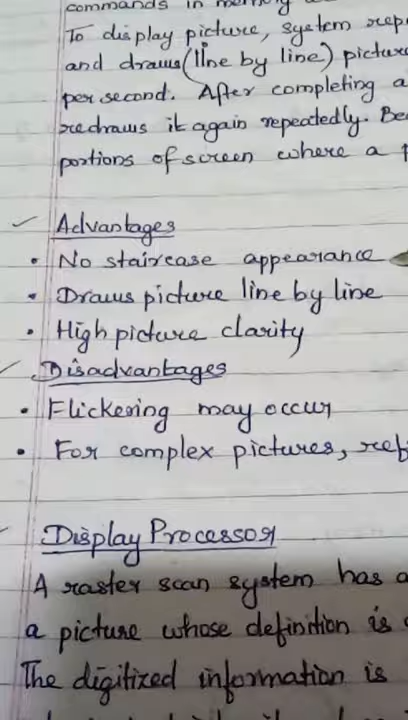 commands in memory
To display picture, system
and draws (line by line)
per second. After completing a
redraws it again repeatedly.
portions of screen where a
Advantages
• No staircase appearance
• Draws picture line by line
• High picture clarity
Disadvantages
• Flickering may occur
• For complex pictures,
Display Processor
A raster scan system has
a picture whose definition is
The digitized information is